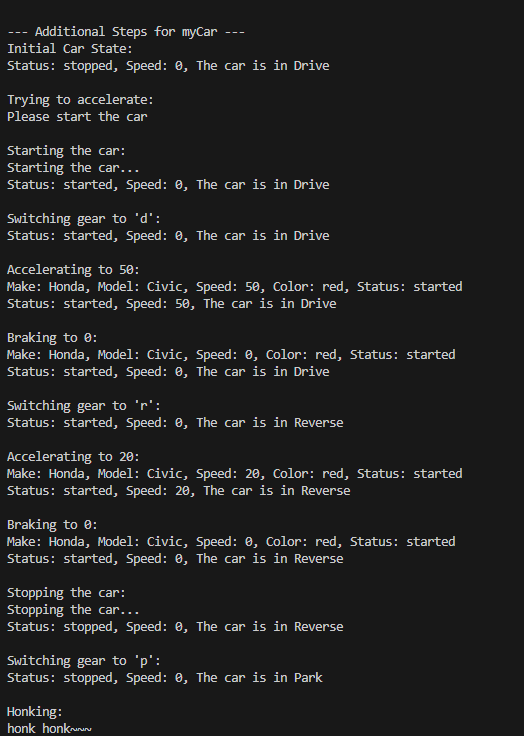 --- Additional Steps for myCar ---
Initial Car State:
Status: stopped, Speed: 0, The car is in Drive
Trying to accelerate:
Please start the car
Starting the car:
Starting the car...
Status: started, Speed: 0, The car is in Drive
Switching gear to 'd':
Status: started, Speed: 0, The car is in Drive
Accelerating to 50:
Make: Honda, Model: Civic, Speed: 50, Color: red, Status: started
Status: started, Speed: 50, The car is in Drive
Braking to 0:
Make: Honda, Model: Civic, Speed: 0, Color: red, Status: started
Status: started, Speed: 0, The car is in Drive
Switching gear to 'r':
Status: started, Speed: 0, The car is in Reverse
Accelerating to 20:
Make: Honda, Model: Civic, Speed: 20, Color: red, Status: started
Status: started, Speed: 20, The car is in Reverse
Braking to 0:
Make: Honda, Model: Civic, Speed: 0, Color: red, Status: started
Status: started, Speed: 0, The car is in Reverse
Stopping the car:
Stopping the car...
Status: stopped, Speed: 0, The car is in Reverse
Switching gear to 'p':
Status: stopped, Speed: 0, The car is in Park
Honking:
honk honk~~~